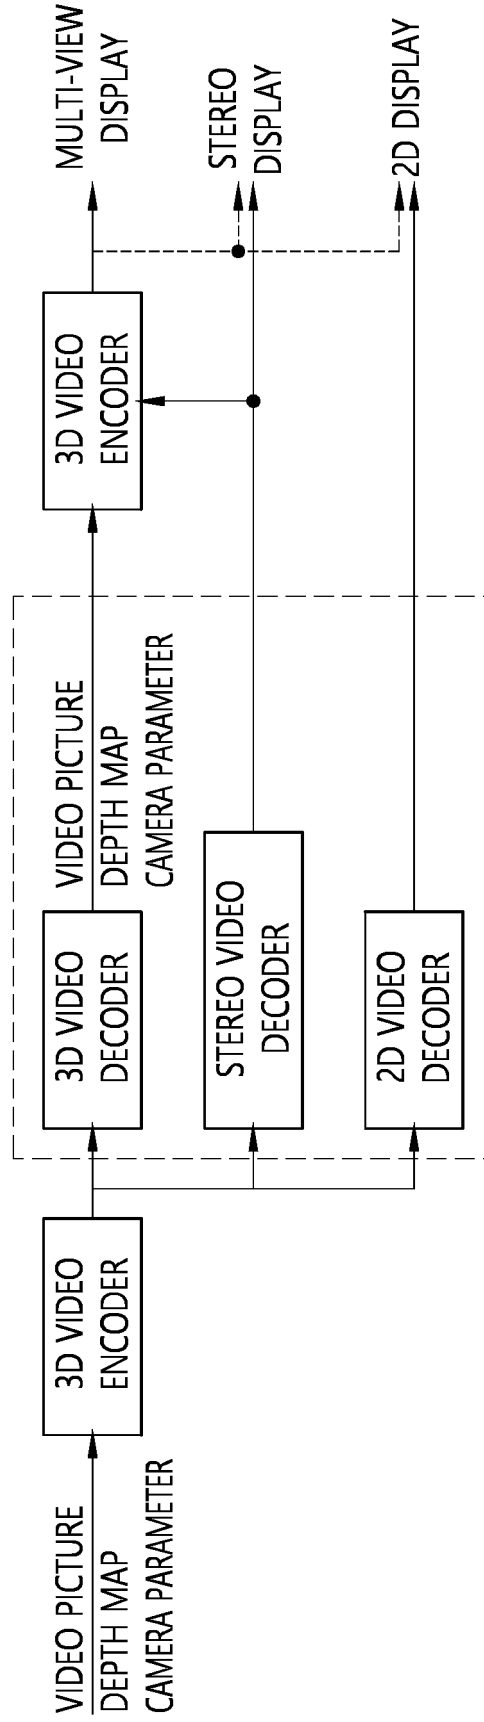 VIDEO PICTURE
DEPTH MAP
CAMERA PARAMETER
3D VIDEO
ENCODER
3D VIDEO
DECODER
VIDEO PICTURE
DEPTH MAP
CAMERA PARAMETER
3D VIDEO
ENCODER
MULTI-VIEW
DISPLAY
STEREO VIDEO
DECODER
STEREO
DISPLAY
2D VIDEO
DECODER
2D DISPLAY